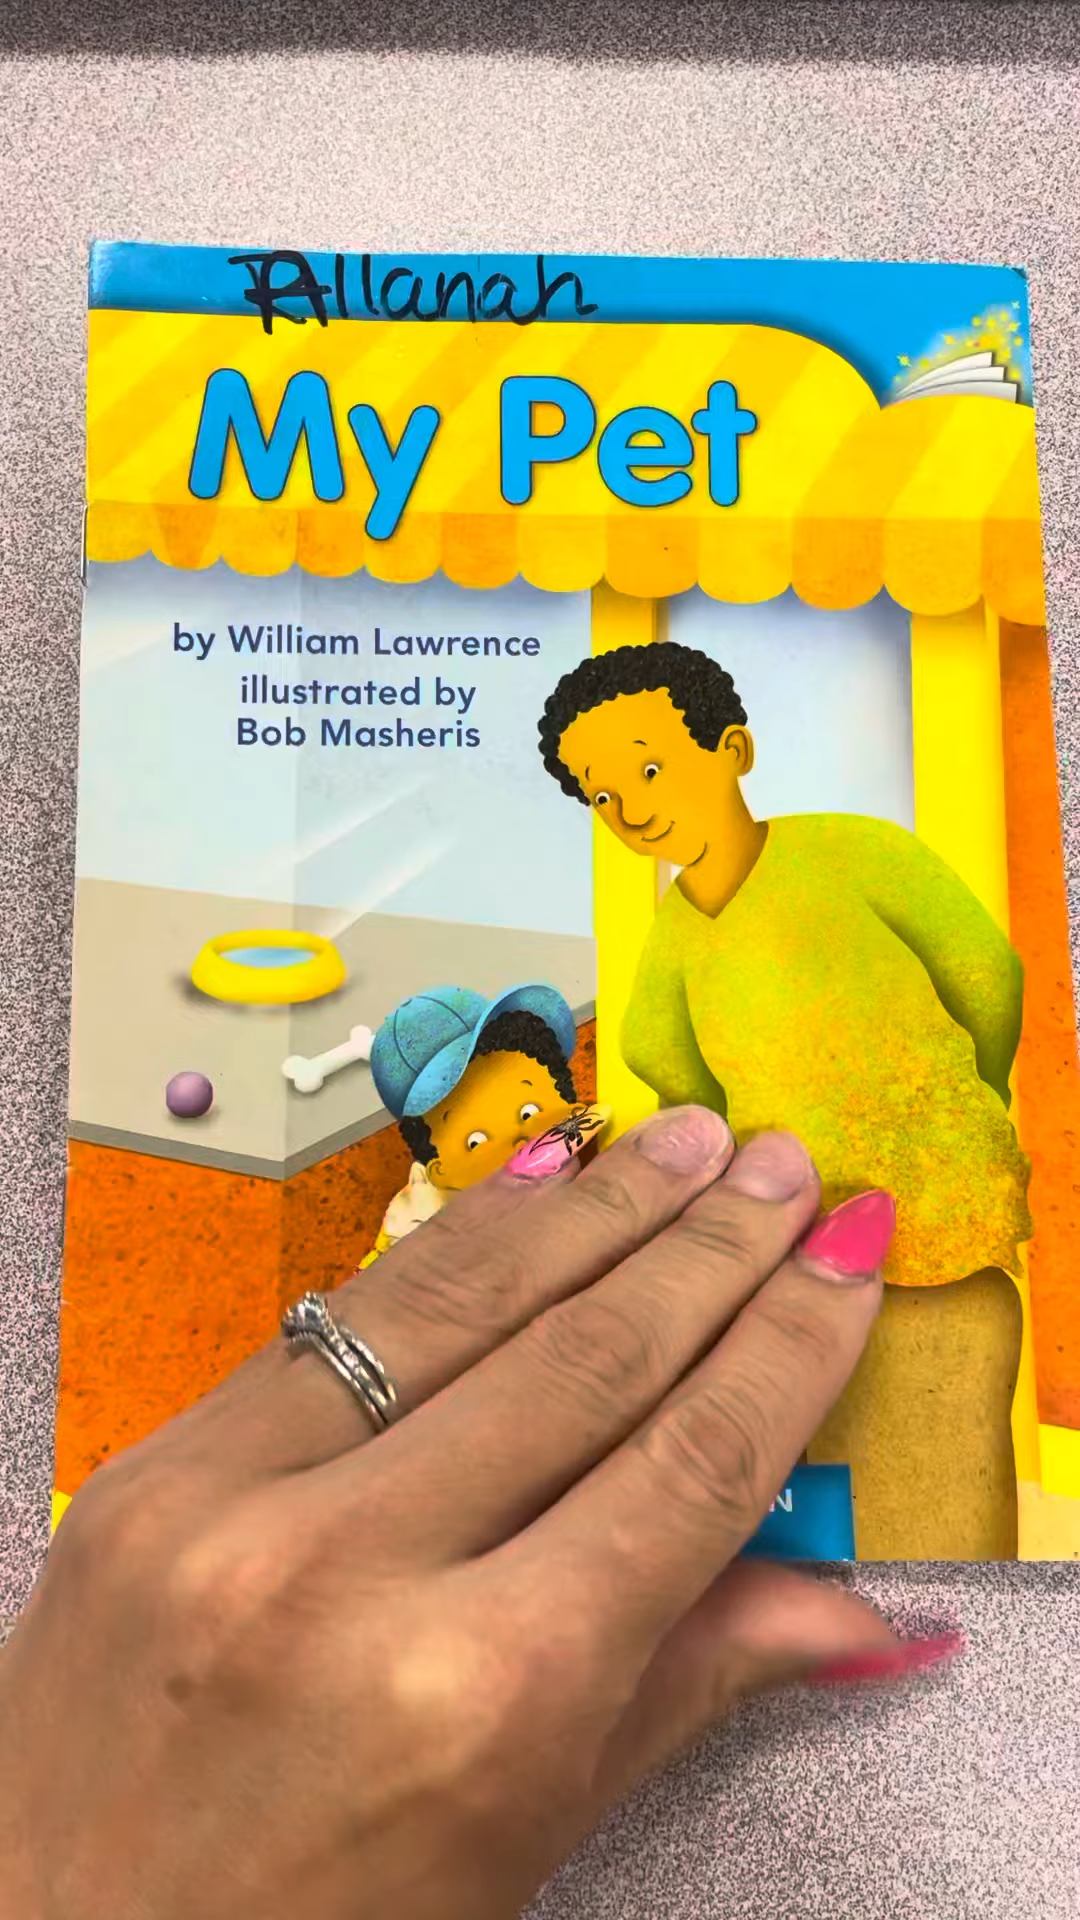 Allanah
My Pet
by William Lawrence
illustrated by
Bob Masheris